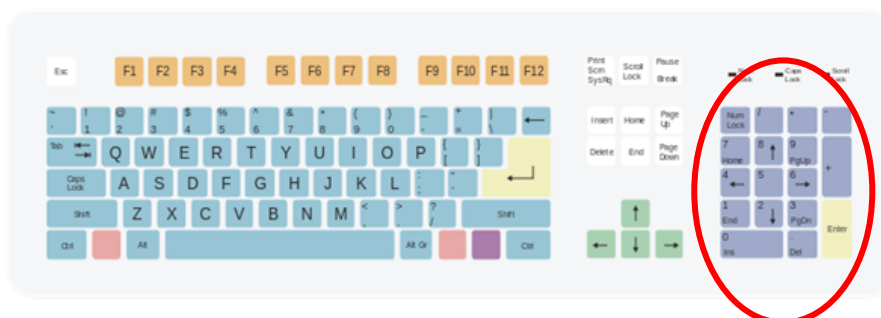 Esc F1 F2 F3 F4 F5 F6 F7 F8 F9 F10 F11 F12 Print Scrn SysRq Scroll Lock Pause Break Caps Lock Scroll Lock
~ ` ! 1 @ 2 # 3 $ 4 % 5 ^ 6 & 7 * 8 ( 9 ) 0 _ - + = | \ ← Insert Home Page Up Num Lock / * -
Tab Q W E R T Y U I O P { [ } ] Delete End Page Down 7 Home 8 ↑ 9 PgUp +
Caps Lock A S D F G H J K L : ; " ' 4 ← 5 6 →
Shift Z X C V B N M < , > . ? / Shift ↑ 1 End 2 ↓ 3 PgDn Enter
Ctrl Alt Alt Gr Ctrl ← ↓ → 0 Ins . Del